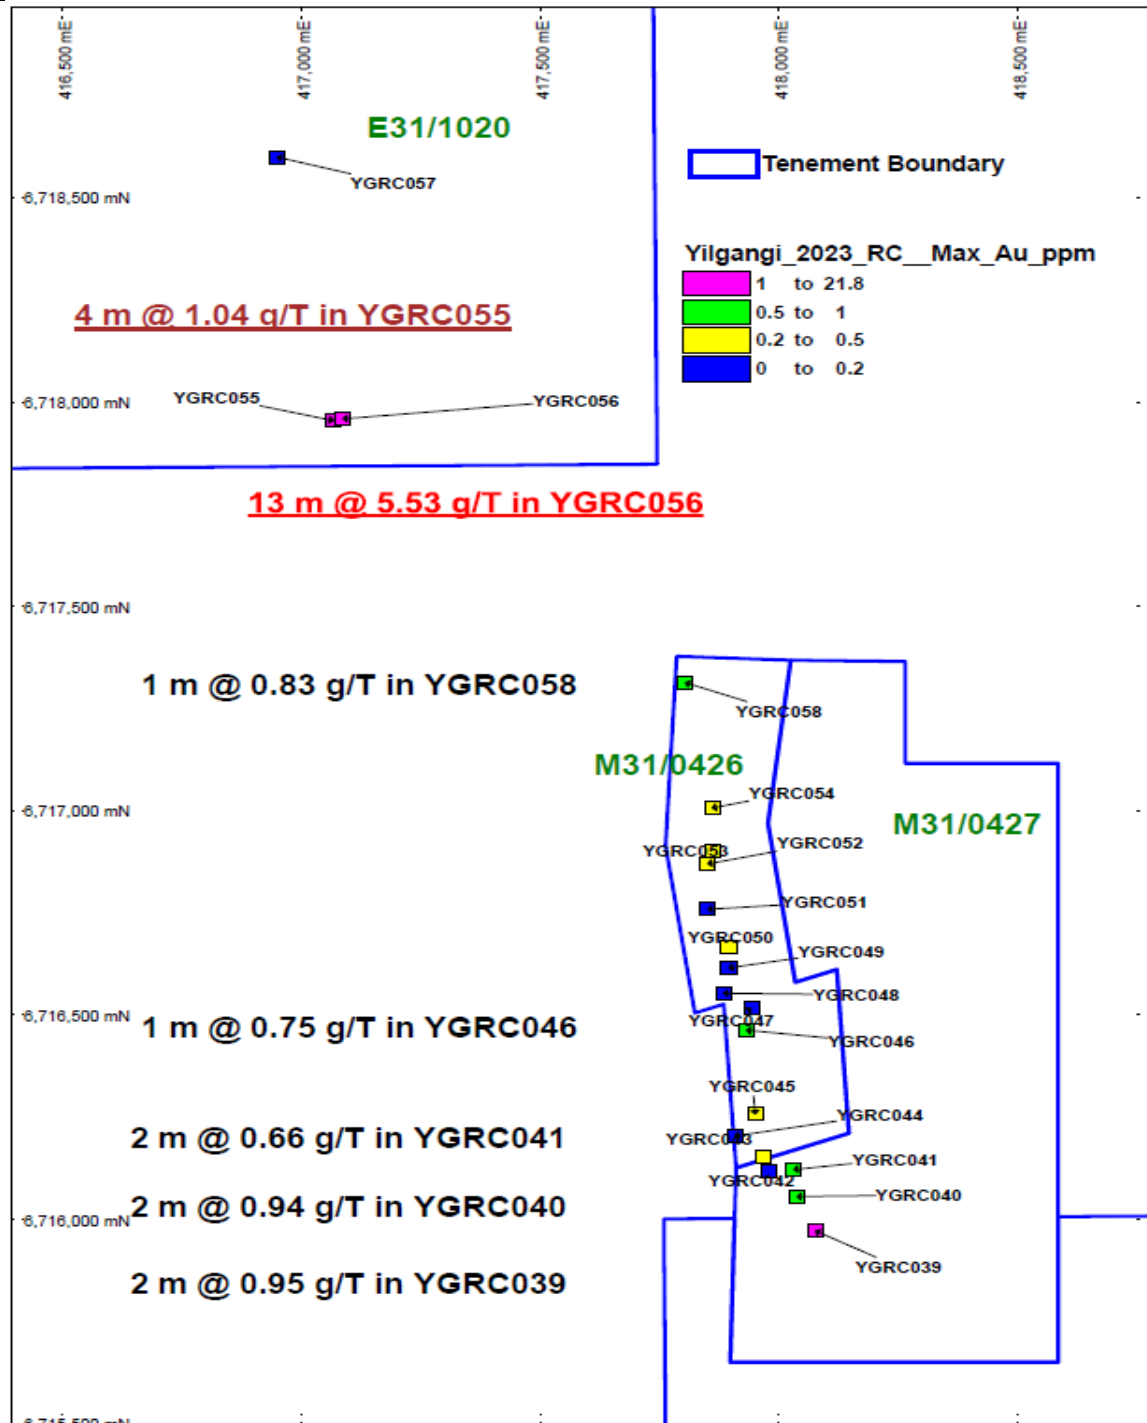 416,500 mE
417,000 mE
417,500 mE
418,000 mE
418,500 mE
E31/1020
Tenement Boundary
YGRC057
6,718,500 mN
Yilgangi_2023_RC__Max_Au_ppm
1 to 21.8
0.5 to 1
0.2 to 0.5
0 to 0.2
4 m @ 1.04 g/T in YGRC055
YGRC055
YGRC056
6,718,000 mN
13 m @ 5.53 g/T in YGRC056
6,717,500 mN
1 m @ 0.83 g/T in YGRC058
YGRC058
M31/0426
YGRC054
6,717,000 mN
M31/0427
YGRC052
YGRC053
YGRC051
YGRC050
YGRC049
YGRC048
6,716,500 mN
YGRC047
1 m @ 0.75 g/T in YGRC046
YGRC046
YGRC045
YGRC044
2 m @ 0.66 g/T in YGRC041
YGRC043
YGRC041
YGRC042
YGRC040
2 m @ 0.94 g/T in YGRC040
6,716,000 mN
YGRC039
2 m @ 0.95 g/T in YGRC039
6,715,500 mN